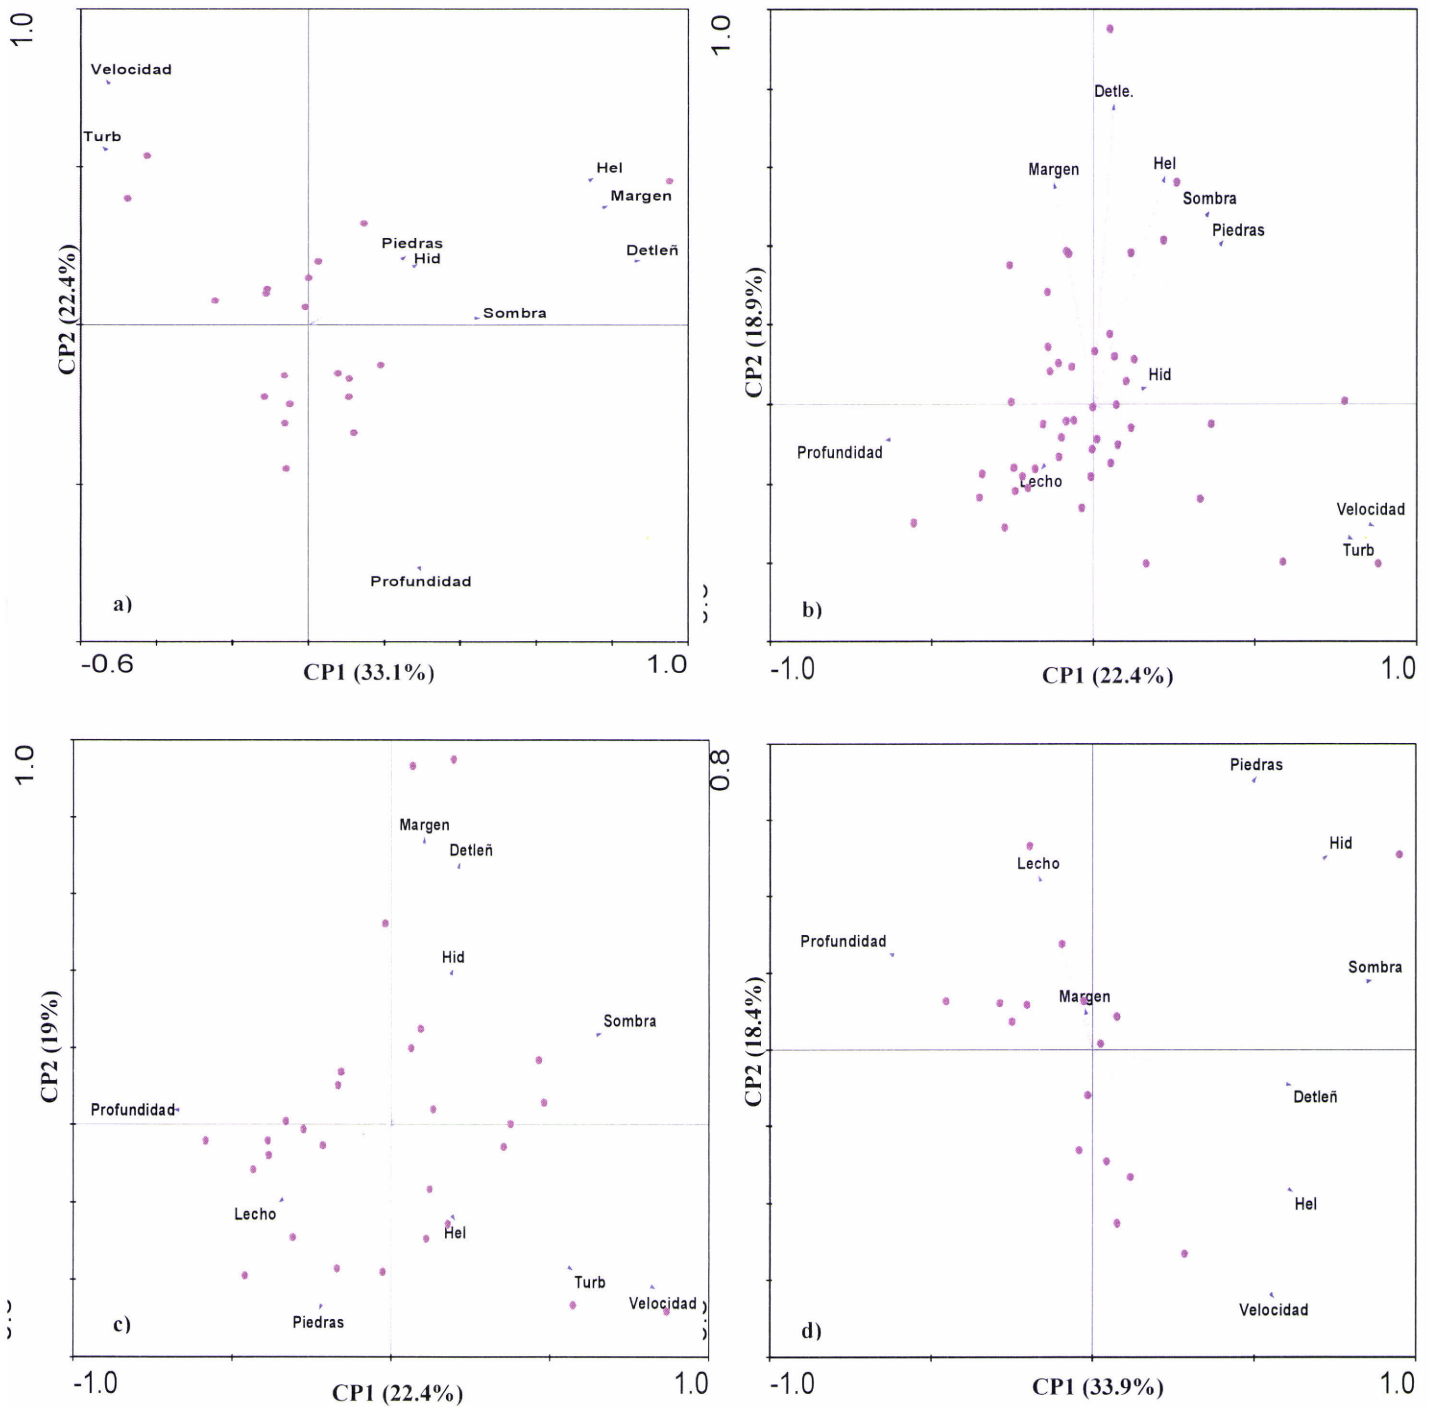 1.0
Velocidad
Turb
Hel
Margen
Piedras
Hid
Detleñ
Sombra
CP2 (22.4%)
Profundidad
a)
-0.6
CP1 (33.1%)
1.0
1.0
Detle.
Margen
Hel
Sombra
Piedras
CP2 (18.9%)
Hid
Profundidad
Lecho
Velocidad
Turb
b)
-1.0
CP1 (22.4%)
1.0
1.0
Margen
Detleñ
Hid
Sombra
CP2 (19%)
Profundidad
Lecho
Hel
Turb
Velocidad
Piedras
c)
-1.0
CP1 (22.4%)
1.0
0.8
Piedras
Hid
Lecho
Profundidad
Sombra
Margen
CP2 (18.4%)
Detleñ
Hel
Velocidad
d)
-1.0
CP1 (33.9%)
1.0